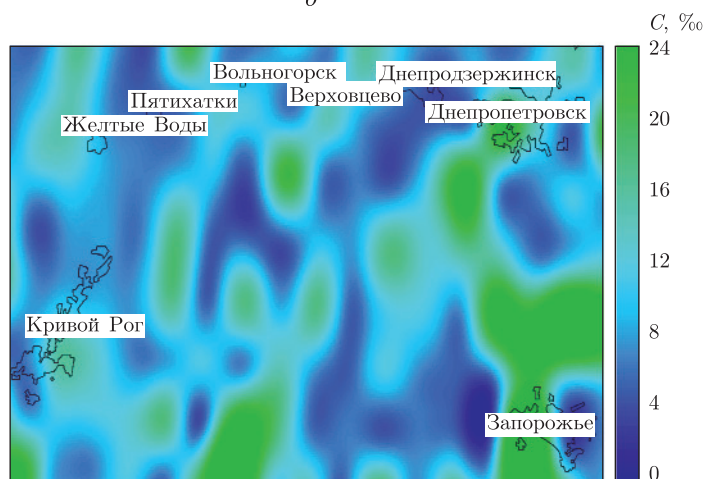 C, ‰
Вольногорск
Днепродзержинск
Пятихатки
Верховцево
Желтые Воды
Днепропетровск
Кривой Рог
Запорожье
24
20
16
12
8
4
0